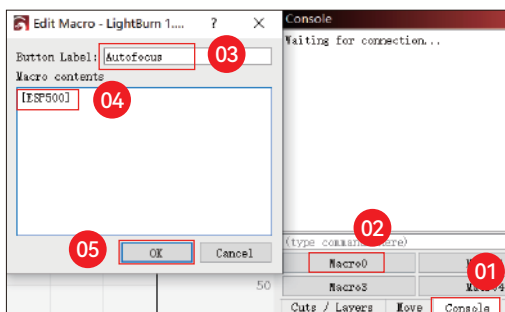 Edit Macro - LightBurn 1....
Button Label:
Autofocus
03
Macro contents
[ESP500]
04
05
OK
Cancel
50
Console
Waiting for connection...
02
(type comman here)
Macro0
01
Macro3
Cuts / Layers
Move
Console